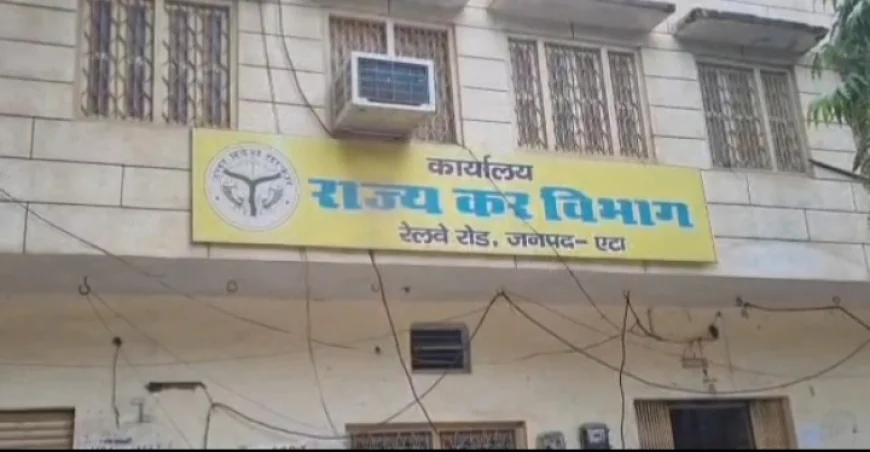 कार्यालय
राज्य कर विभाग
रेलवे रोड, जनपद- एटा